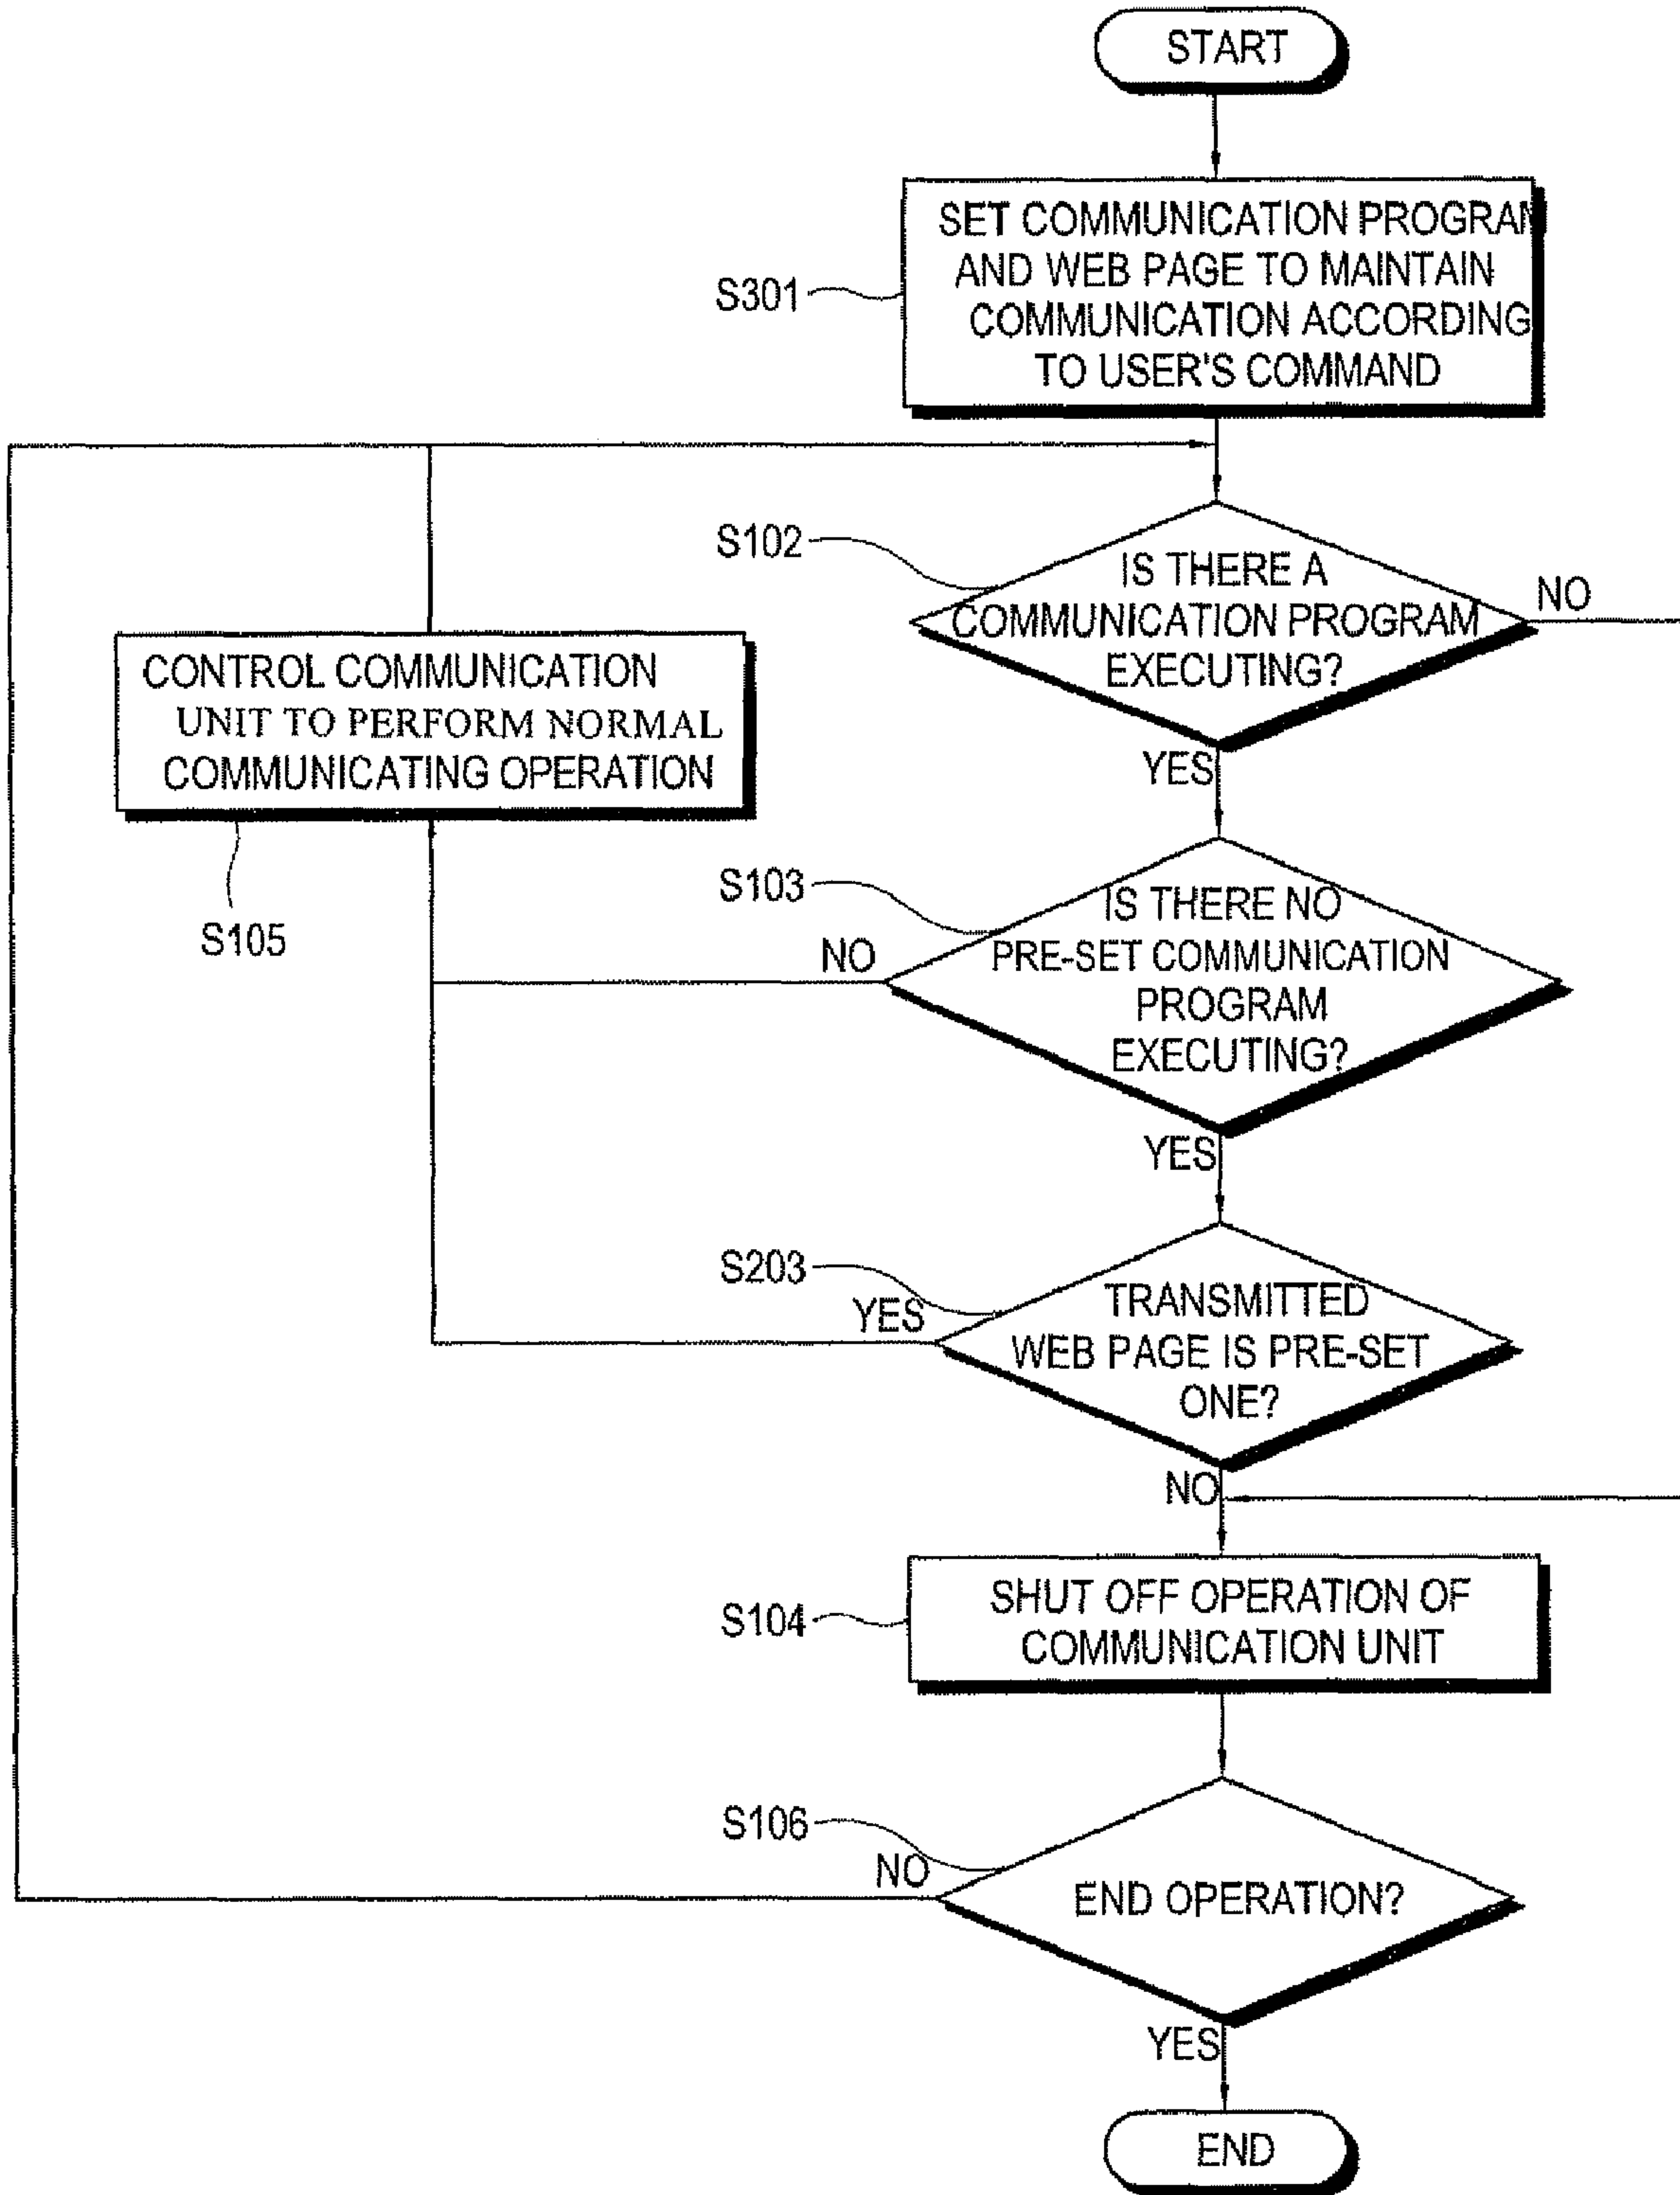 START
S301
SET COMMUNICATION PROGRAM
AND WEB PAGE TO MAINTAIN
COMMUNICATION ACCORDING
TO USER'S COMMAND
S102
IS THERE A
COMMUNICATION PROGRAM
EXECUTING?
NO
YES
CONTROL COMMUNICATION
UNIT TO PERFORM NORMAL
COMMUNICATING OPERATION
S105
S103
IS THERE NO
PRE-SET COMMUNICATION
PROGRAM
EXECUTING?
NO
YES
S203
YES
TRANSMITTED
WEB PAGE IS PRE-SET
ONE?
NO
S104
SHUT OFF OPERATION OF
COMMUNICATION UNIT
S106
NO
END OPERATION?
YES
END